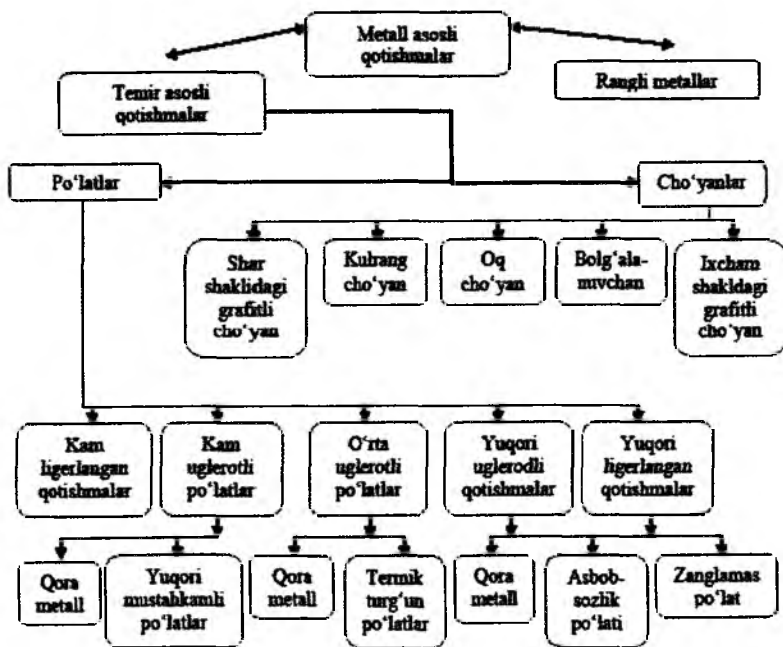 Metall asosli
qotishmalar
Temir asosli
qotishmalar
Rangli metallar
Po‘latlar
Cho‘yanlar
Shar
shaklidagi
grafitli
cho‘yan
Kulrang
cho‘yan
Oq
cho‘yan
Bolg‘ala-
nuvchan
Ixcham
shakldagi
grafitli
cho‘yan
Kam
ligerlangan
qotishmalar
Kam
uglerotli
po‘latlar
O‘rta
uglerotli
po‘latlar
Yuqori
uglerodli
qotishmalar
Yuqori
ligerlangan
qotishmalar
Qora
metall
Yuqori
mustahkamli
po‘latlar
Qora
metall
Termik
turg‘un
po‘latlar
Qora
metall
Asbob-
sozlik
po‘lati
Zanglamas
po‘lat